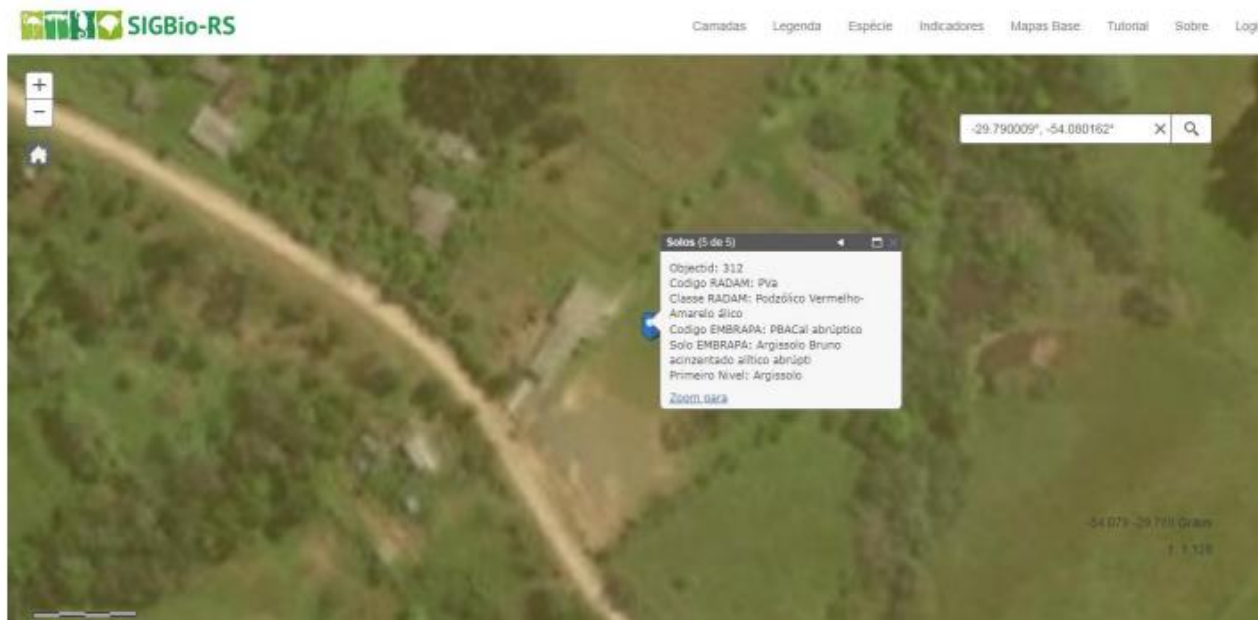 SIGBio-RS
Camadas Legenda Espécie Indicadores Mapas Base Tutorial Sobre Logi
+
−
-29.790009°, -54.080162°
Solos (5 de 5)
Objectid: 312
Codigo RADAM: PVa
Classe RADAM: Podzólico Vermelho-
Amarelo álico
Codigo EMBRAPA: PBACal abrúptico
Solo EMBRAPA: Argissolo Bruno
acinzentado alítico abrúpti
Primeiro Nivel: Argissolo
Zoom para